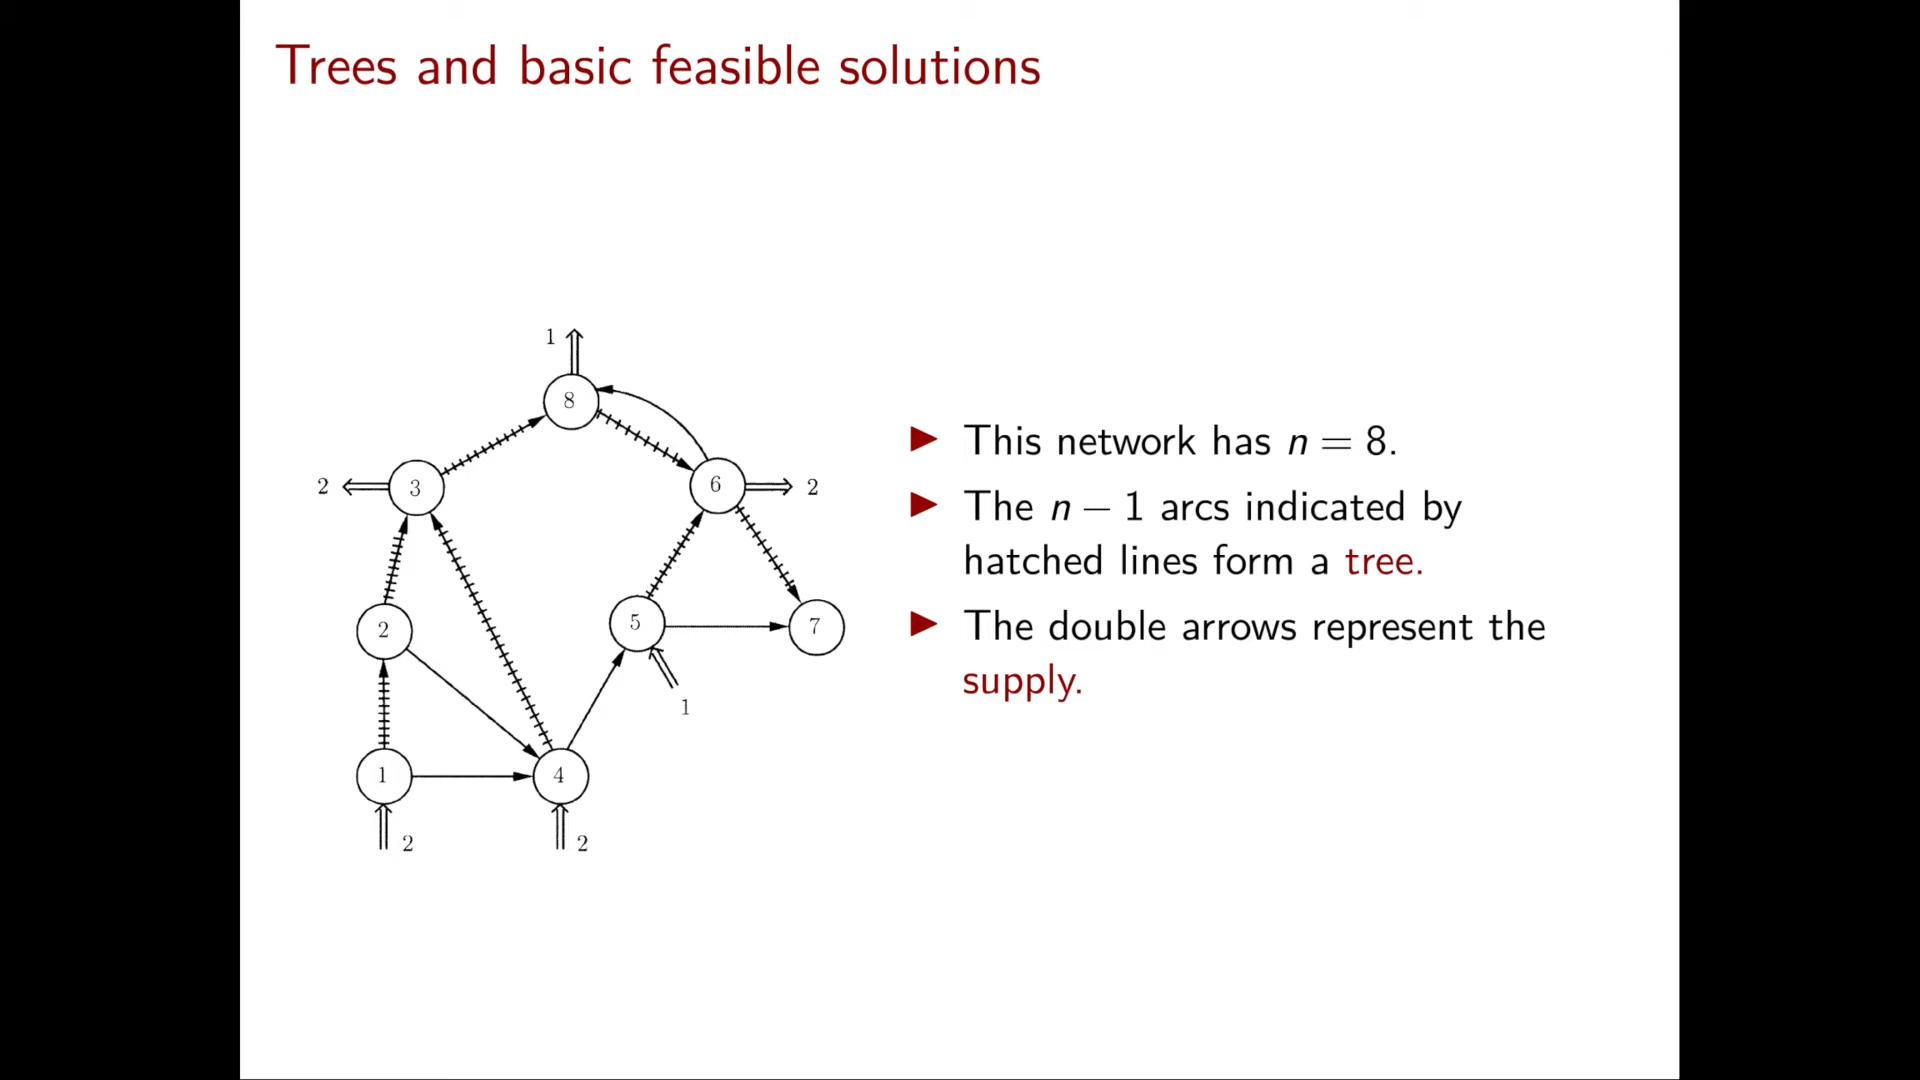 Trees and basic feasible solutions
1
8
2
3
6
2
2
5
7
1
1
4
2
2
▶ This network has n = 8.
▶ The n − 1 arcs indicated by
hatched lines form a tree.
▶ The double arrows represent the
supply.